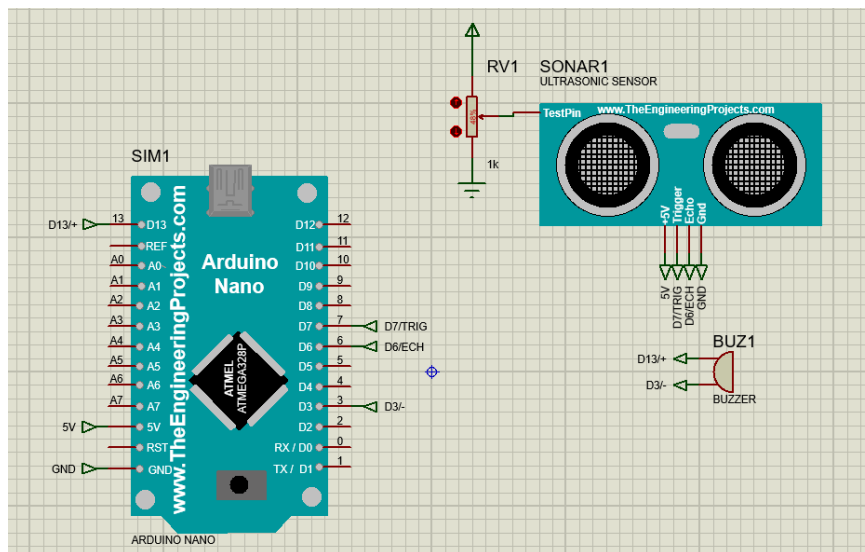 RV1
SONAR1
ULTRASONIC SENSOR
TestPin
www.TheEngineeringProjects.com
48%
1k
+5V
Trigger
Echo
Gnd
5V
D7/TRIG
D6/ECH
GND
SIM1
D13/+
13
D13
REF
A0
A0
A1
A1
A2
A2
A3
A3
A4
A4
A5
A5
A6
A6
A7
A7
5V
5V
RST
GND
GND
www.TheEngineeringProjects.com
Arduino
Nano
ATMEL
ATMEGA328P
D12
12
D11
11
D10
10
D9
9
D8
8
D7
7
D7/TRIG
D6
6
D6/ECH
D5
5
D4
4
D3
3
D3/-
D2
2
RX / D0
0
TX / D1
1
ARDUINO NANO
BUZ1
D13/+
D3/-
BUZZER